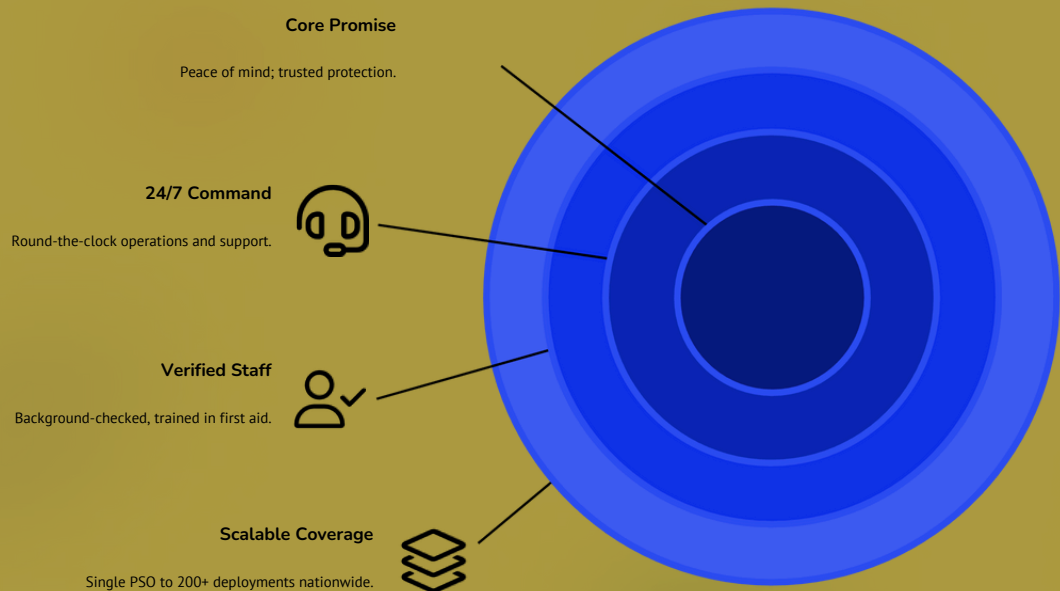 Core Promise
Peace of mind; trusted protection.
24/7 Command
Round-the-clock operations and support.
Verified Staff
Background-checked, trained in first aid.
Scalable Coverage
Single PSO to 200+ deployments nationwide.